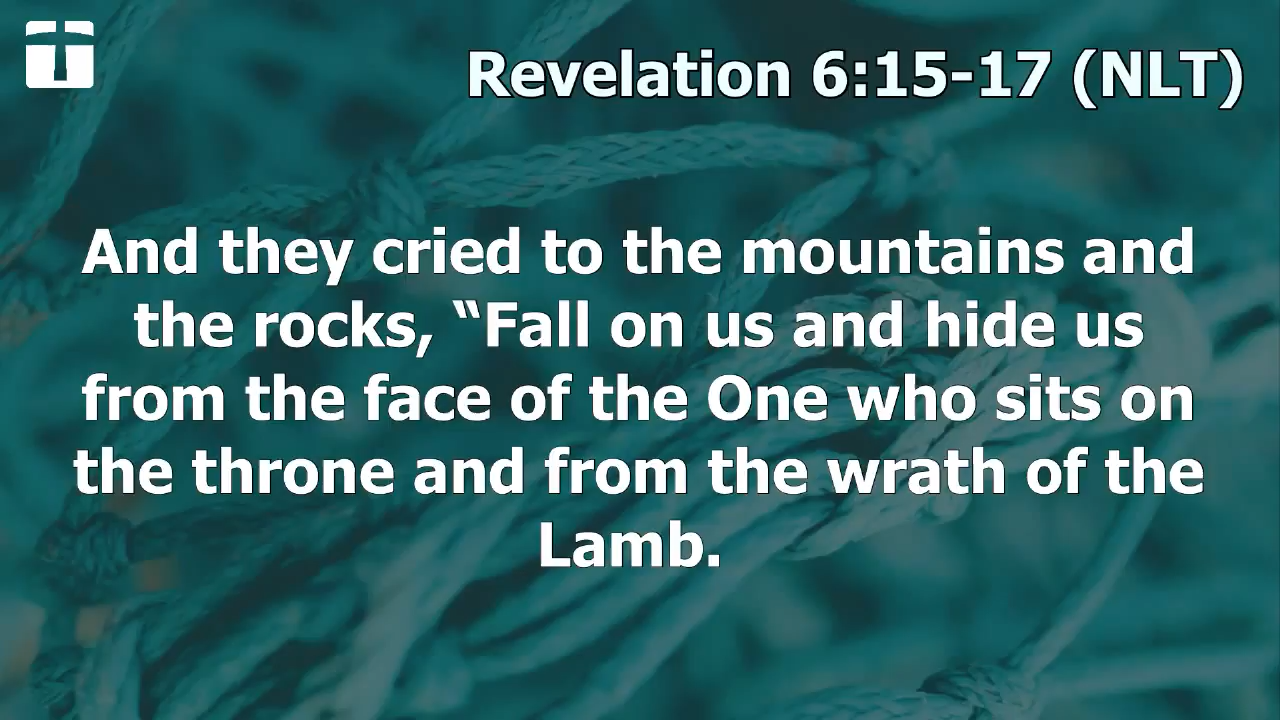 Revelation 6:15-17 (NLT)
And they cried to the mountains and
the rocks, “Fall on us and hide us
from the face of the One who sits on
the throne and from the wrath of the
Lamb.